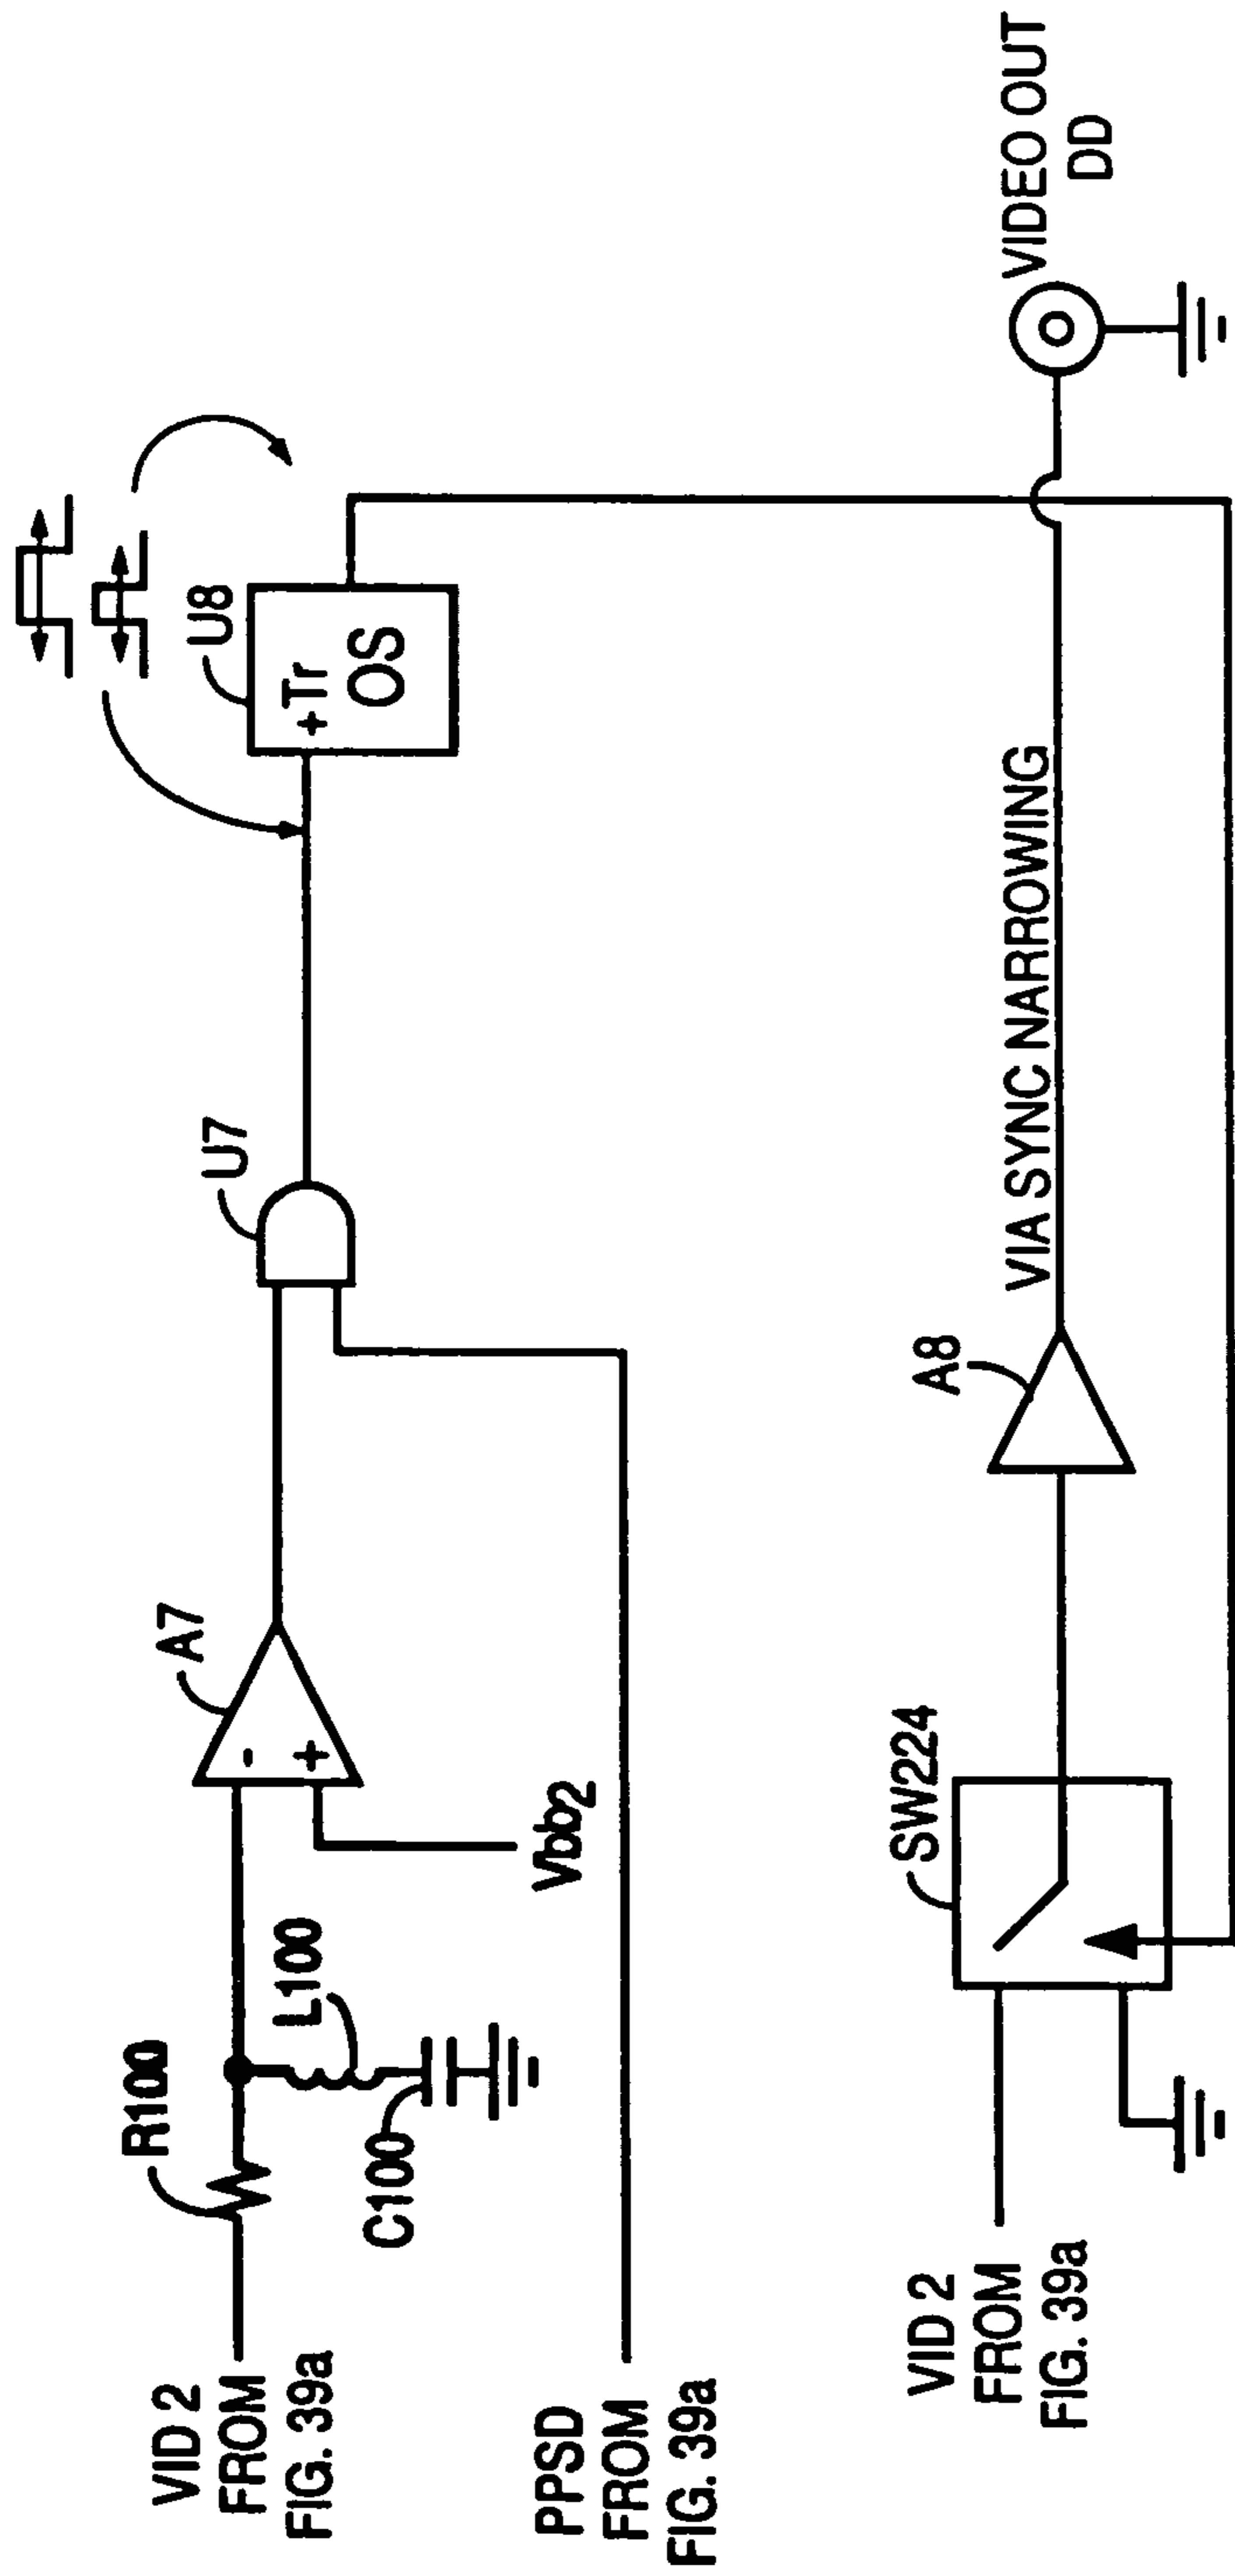 VID 2
FROM
FIG. 39a
R100
C100
L100
A7
-
+
Vbb2
U7
U8
+Tr
OS
PPSD
FROM
FIG. 39a
VID 2
FROM
FIG. 39a
SW224
A8
VIA SYNC NARROWING
VIDEO OUT
DD